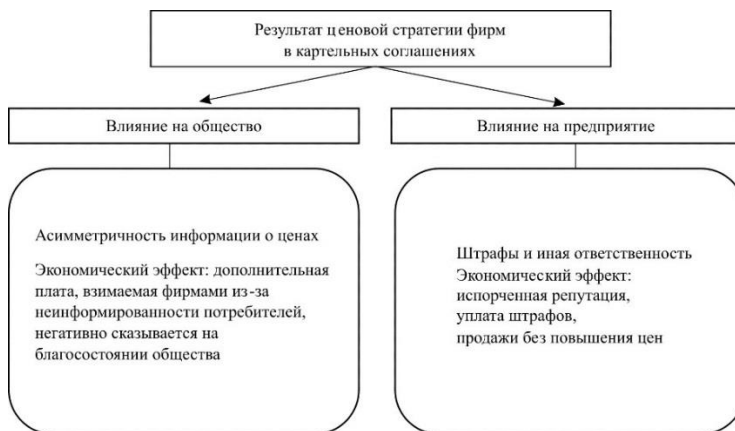 Результат ценовой стратегии фирм
в картельных соглашениях
Влияние на общество
Влияние на предприятие
Асимметричность информации о ценах
Экономический эффект: дополнительная
плата, взимаемая фирмами из-за
неинформированности потребителей,
негативно сказывается на
благосостоянии общества
Штрафы и иная ответственность
Экономический эффект:
испорченная репутация,
уплата штрафов,
продажи без повышения цен